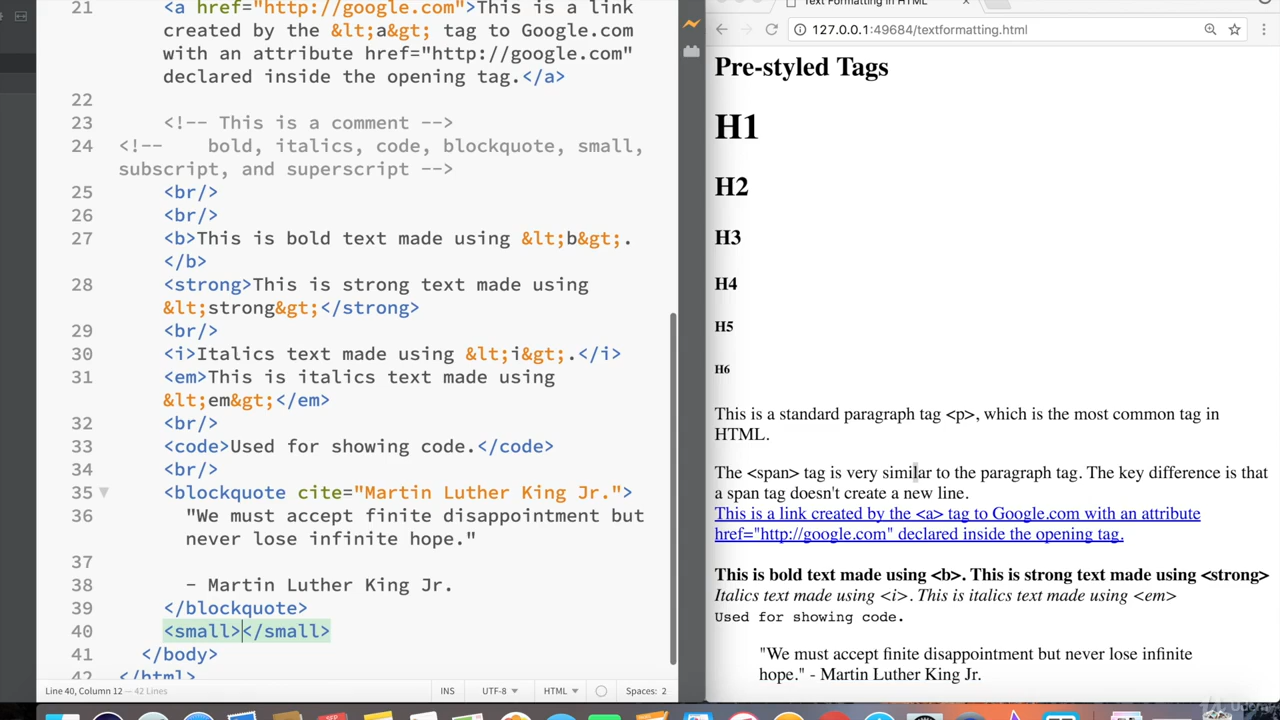 21 <a href="http://google.com">This is a link
created by the &lt;a&gt; tag to Google.com
with an attribute href="http://google.com"
declared inside the opening tag.</a>
22
23 <!-- This is a comment -->
24 <!-- bold, italics, code, blockquote, small,
subscript, and superscript -->
25 <br/>
26 <br/>
27 <b>This is bold text made using &lt;b&gt;.
</b>
28 <strong>This is strong text made using
&lt;strong&gt;</strong>
29 <br/>
30 <i>Italics text made using &lt;i&gt;.</i>
31 <em>This is italics text made using
&lt;em&gt;</em>
32 <br/>
33 <code>Used for showing code.</code>
34 <br/>
35 <blockquote cite="Martin Luther King Jr.">
36 "We must accept finite disappointment but
never lose infinite hope."
37
38 - Martin Luther King Jr.
39 </blockquote>
40 <small></small>
41 </body>
42 </html>
Line 40, Column 12 — 42 Lines
INS
UTF-8
HTML
Spaces: 2
Text Formatting in HTML
127.0.0.1:49684/textformatting.html
Pre-styled Tags
H1
H2
H3
H4
H5
H6
This is a standard paragraph tag <p>, which is the most common tag in
HTML.
The <span> tag is very similar to the paragraph tag. The key difference is that
a span tag doesn't create a new line.
This is a link created by the <a> tag to Google.com with an attribute
href="http://google.com" declared inside the opening tag.
This is bold text made using <b>. This is strong text made using <strong>
Italics text made using <i>. This is italics text made using <em>
Used for showing code.
"We must accept finite disappointment but never lose infinite
hope." - Martin Luther King Jr.
Udemy